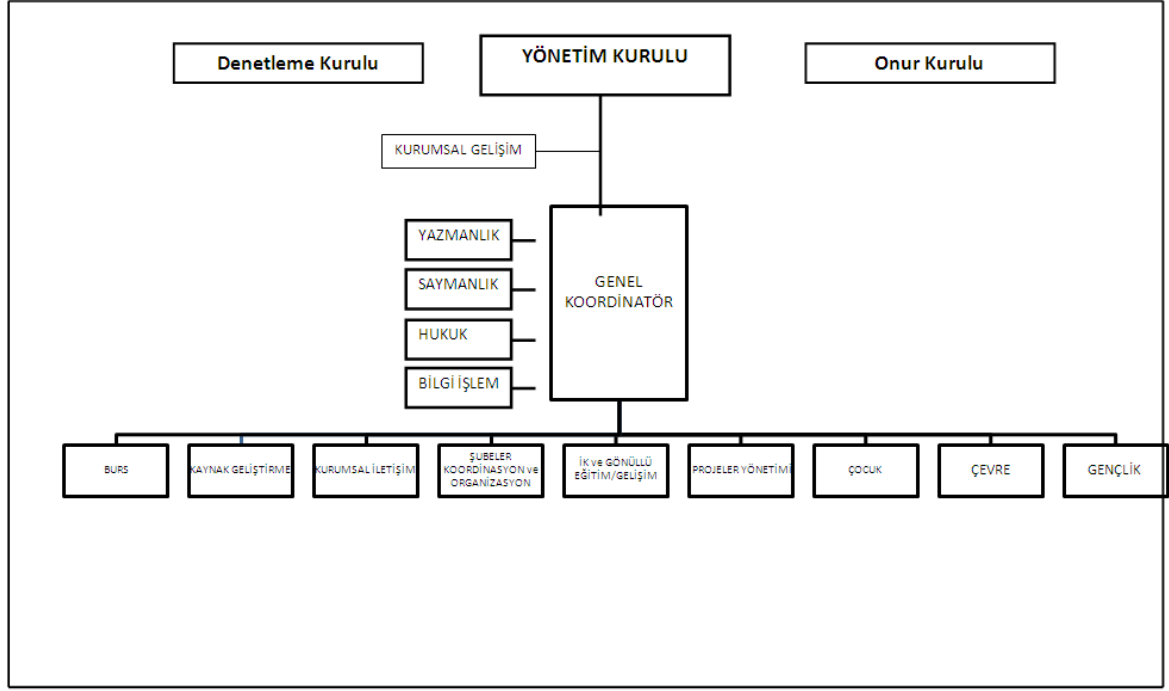 Denetleme Kurulu
YÖNETİM KURULU
Onur Kurulu
KURUMSAL GELİŞİM
YAZMANLIK
SAYMANLIK
HUKUK
BİLGİ İŞLEM
GENEL
KOORDİNATÖR
BURS
KAYNAK GELİŞTİRME
KURUMSAL İLETİŞİM
ŞUBELER
KOORDİNASYON ve
ORGANİZASYON
İK ve GÖNÜLLÜ
EĞİTİM/GELİŞİM
PROJELER YÖNETİMİ
ÇOCUK
ÇEVRE
GENÇLİK